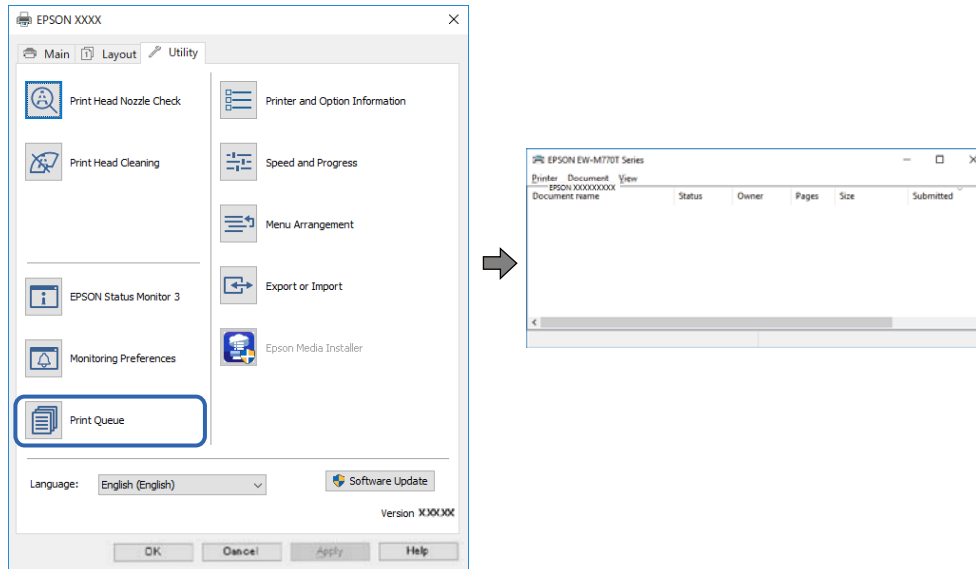 EPSON XXXX
Main
1
Layout
Utility
Print Head Nozzle Check
Print Head Cleaning
EPSON Status Monitor 3
Monitoring Preferences
Print Queue
Printer and Option Information
Speed and Progress
Menu Arrangement
Export or Import
Epson Media Installer
Language:
English (English)
Software Update
Version X.XX.XX
OK
Cancel
Apply
Help
EPSON EW-M770T Series
Printer Document View
EPSON XXXXXXXXX
Document Name Status Owner Pages Size Submitted